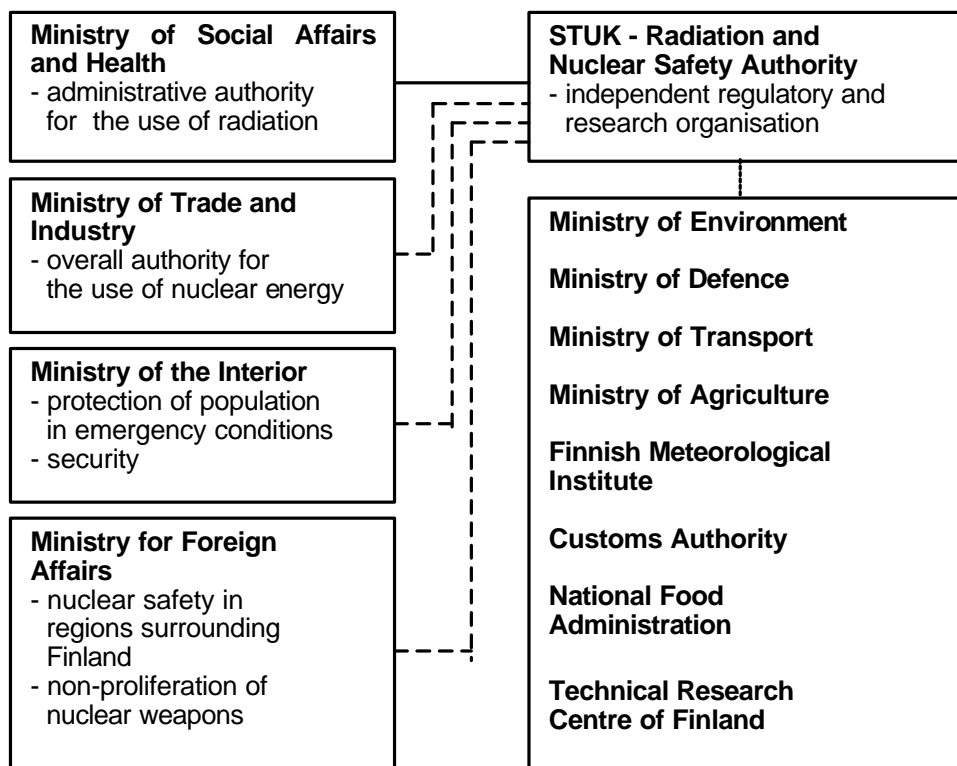 Ministry of Social Affairs
and Health
- administrative authority
for the use of radiation
Ministry of Trade and
Industry
- overall authority for
the use of nuclear energy
Ministry of the Interior
- protection of population
in emergency conditions
- security
Ministry for Foreign
Affairs
- nuclear safety in
regions surrounding
Finland
- non-proliferation of
nuclear weapons
STUK - Radiation and
Nuclear Safety Authority
- independent regulatory and
research organisation
Ministry of Environment
Ministry of Defence
Ministry of Transport
Ministry of Agriculture
Finnish Meteorological
Institute
Customs Authority
National Food
Administration
Technical Research
Centre of Finland